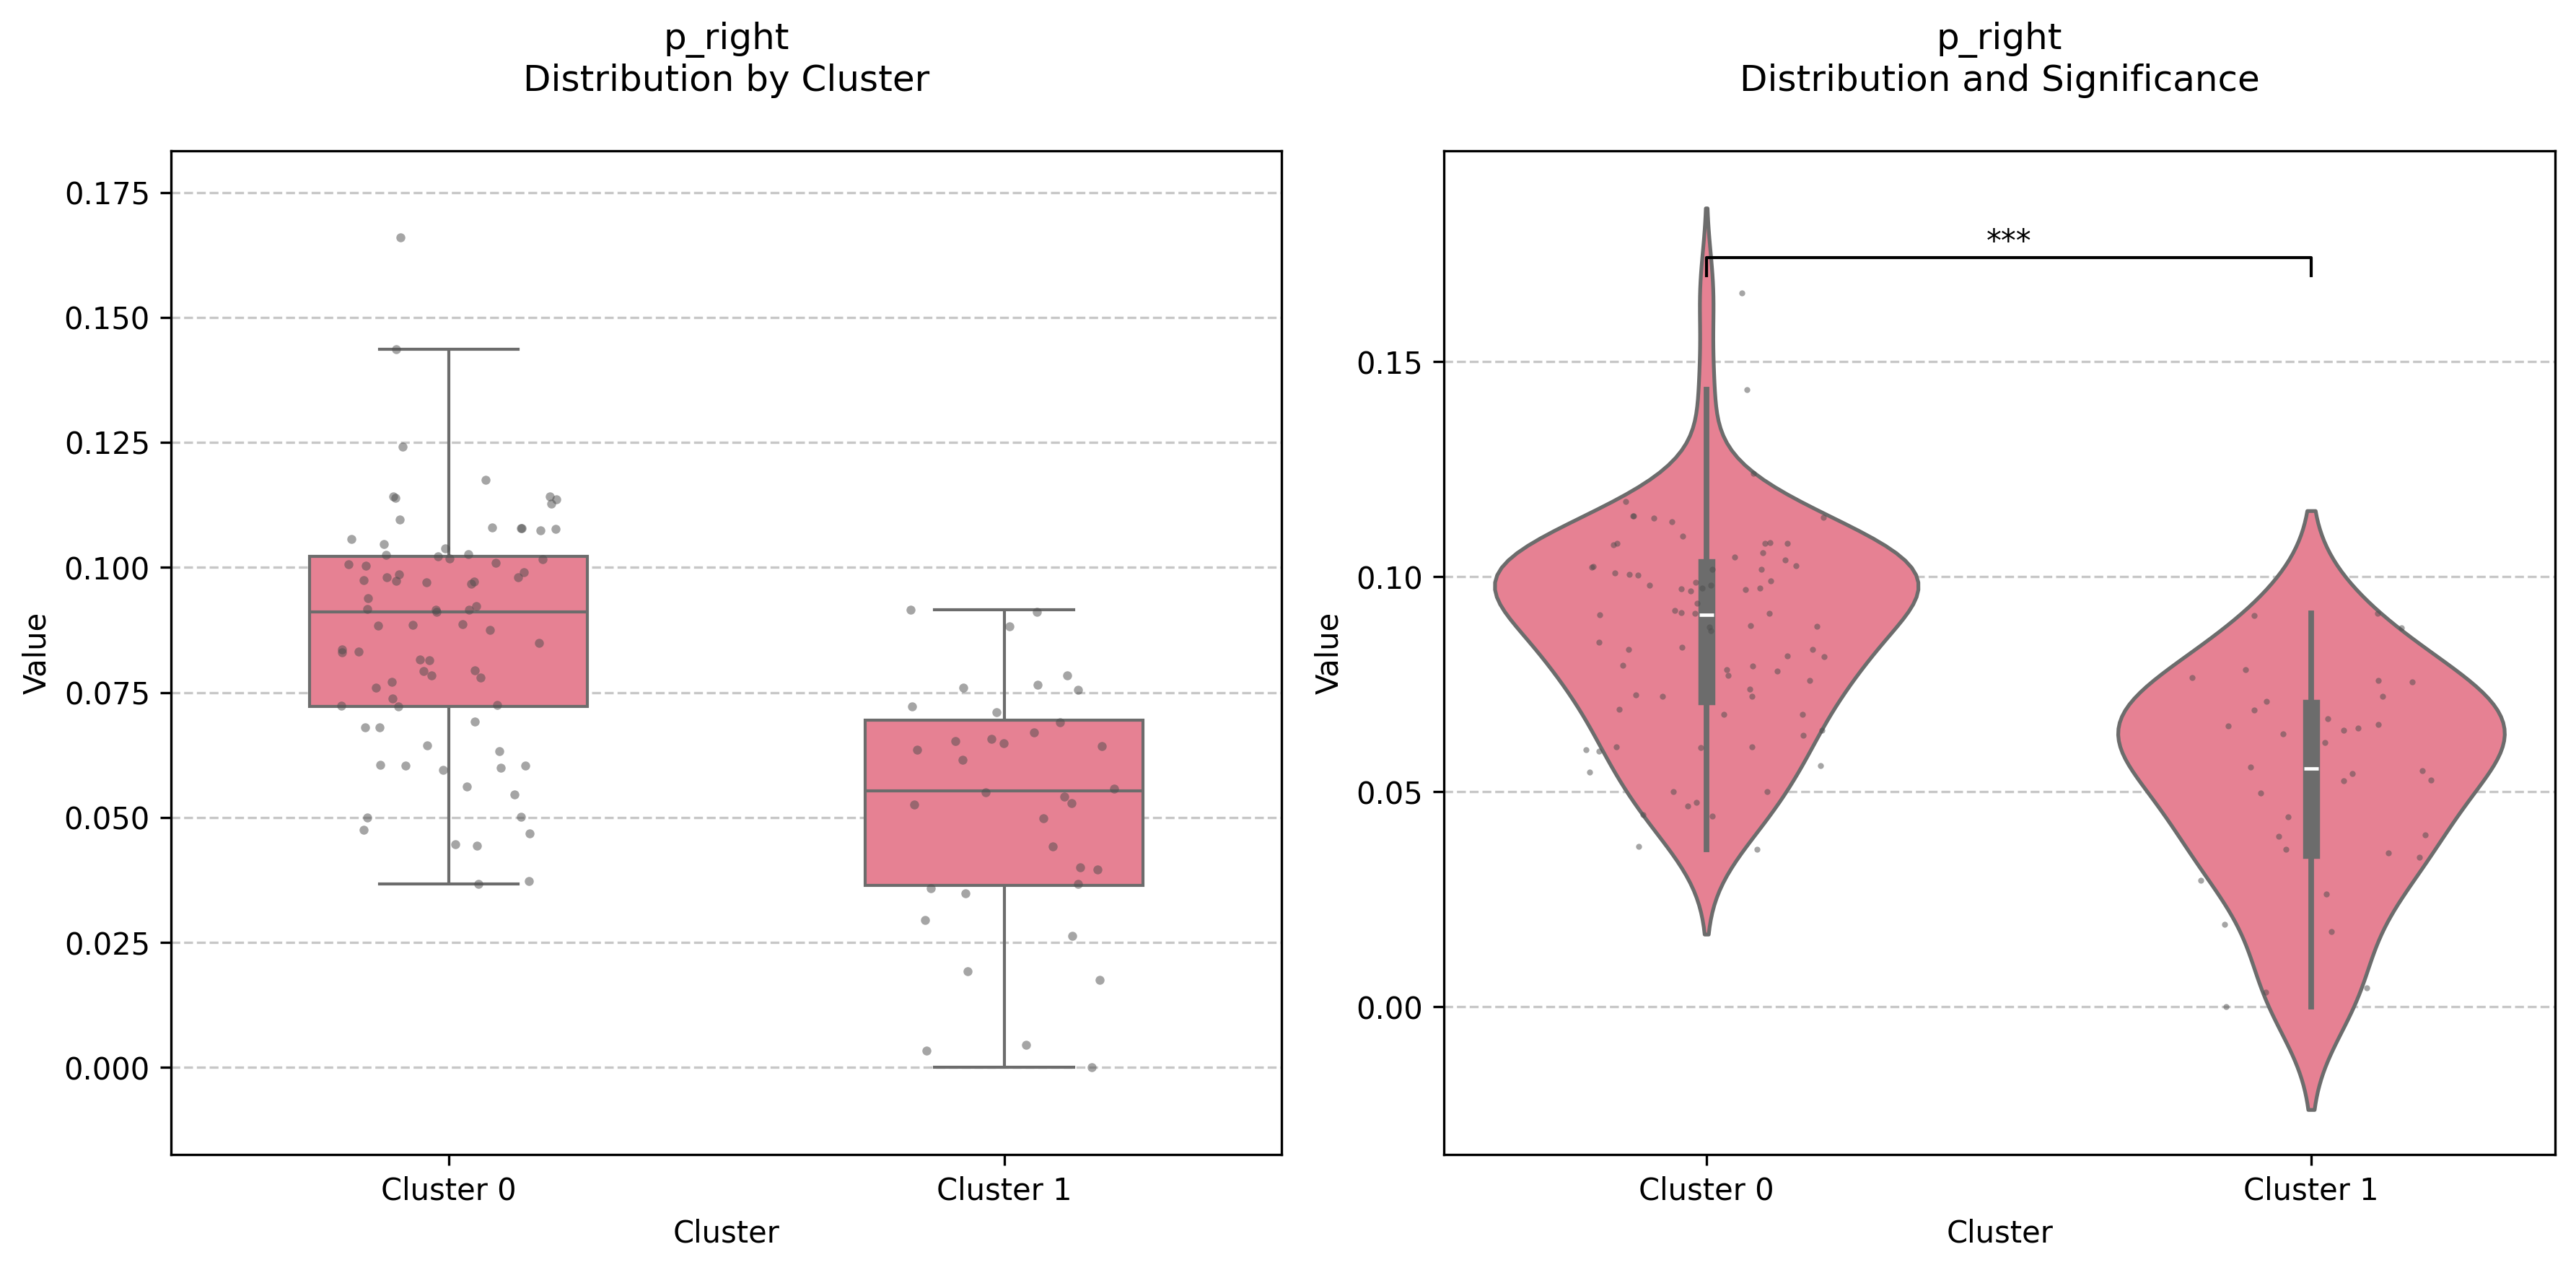 p_right
Distribution by Cluster
0.175
0.150
0.125
0.100
0.075
0.050
0.025
0.000
Value
Cluster 0
Cluster 1
Cluster
p_right
Distribution and Significance
***
0.15
0.10
0.05
0.00
Value
Cluster 0
Cluster 1
Cluster